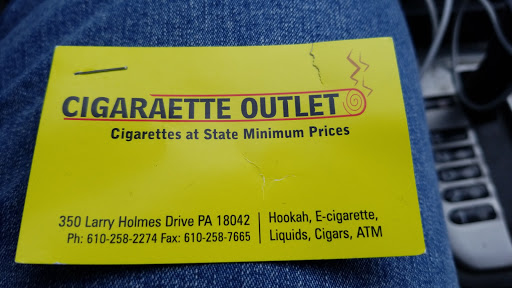 CIGARAETTE OUTLET
Cigarettes at State Minimum Prices
350 Larry Holmes Drive PA 18042
Ph: 610-258-2274 Fax: 610-258-7665
Hookah, E-cigarette,
Liquids, Cigars, ATM